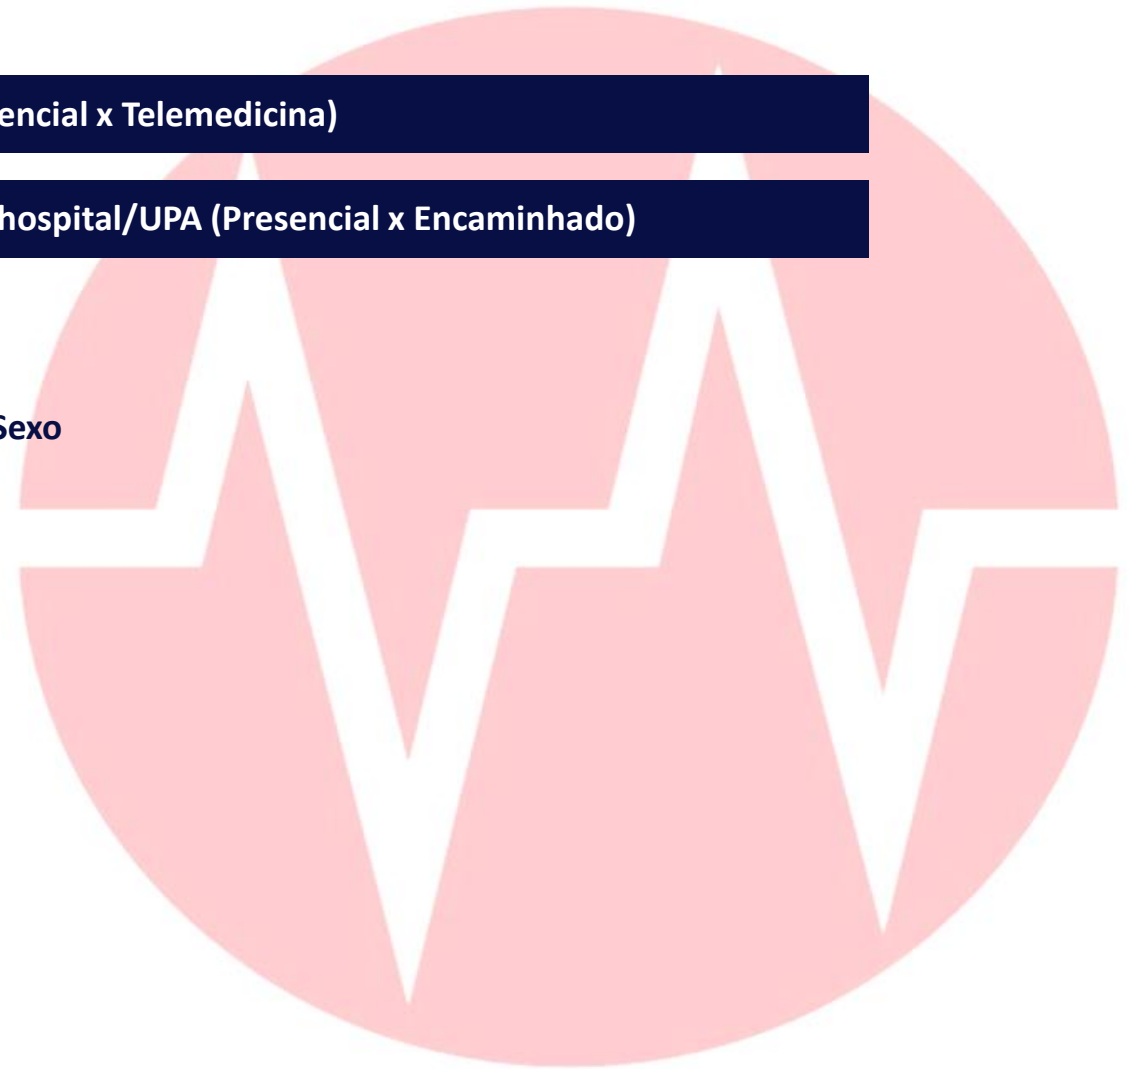 encial x Telemedicina)
hospital/UPA (Presencial x Encaminhado)
Sexo